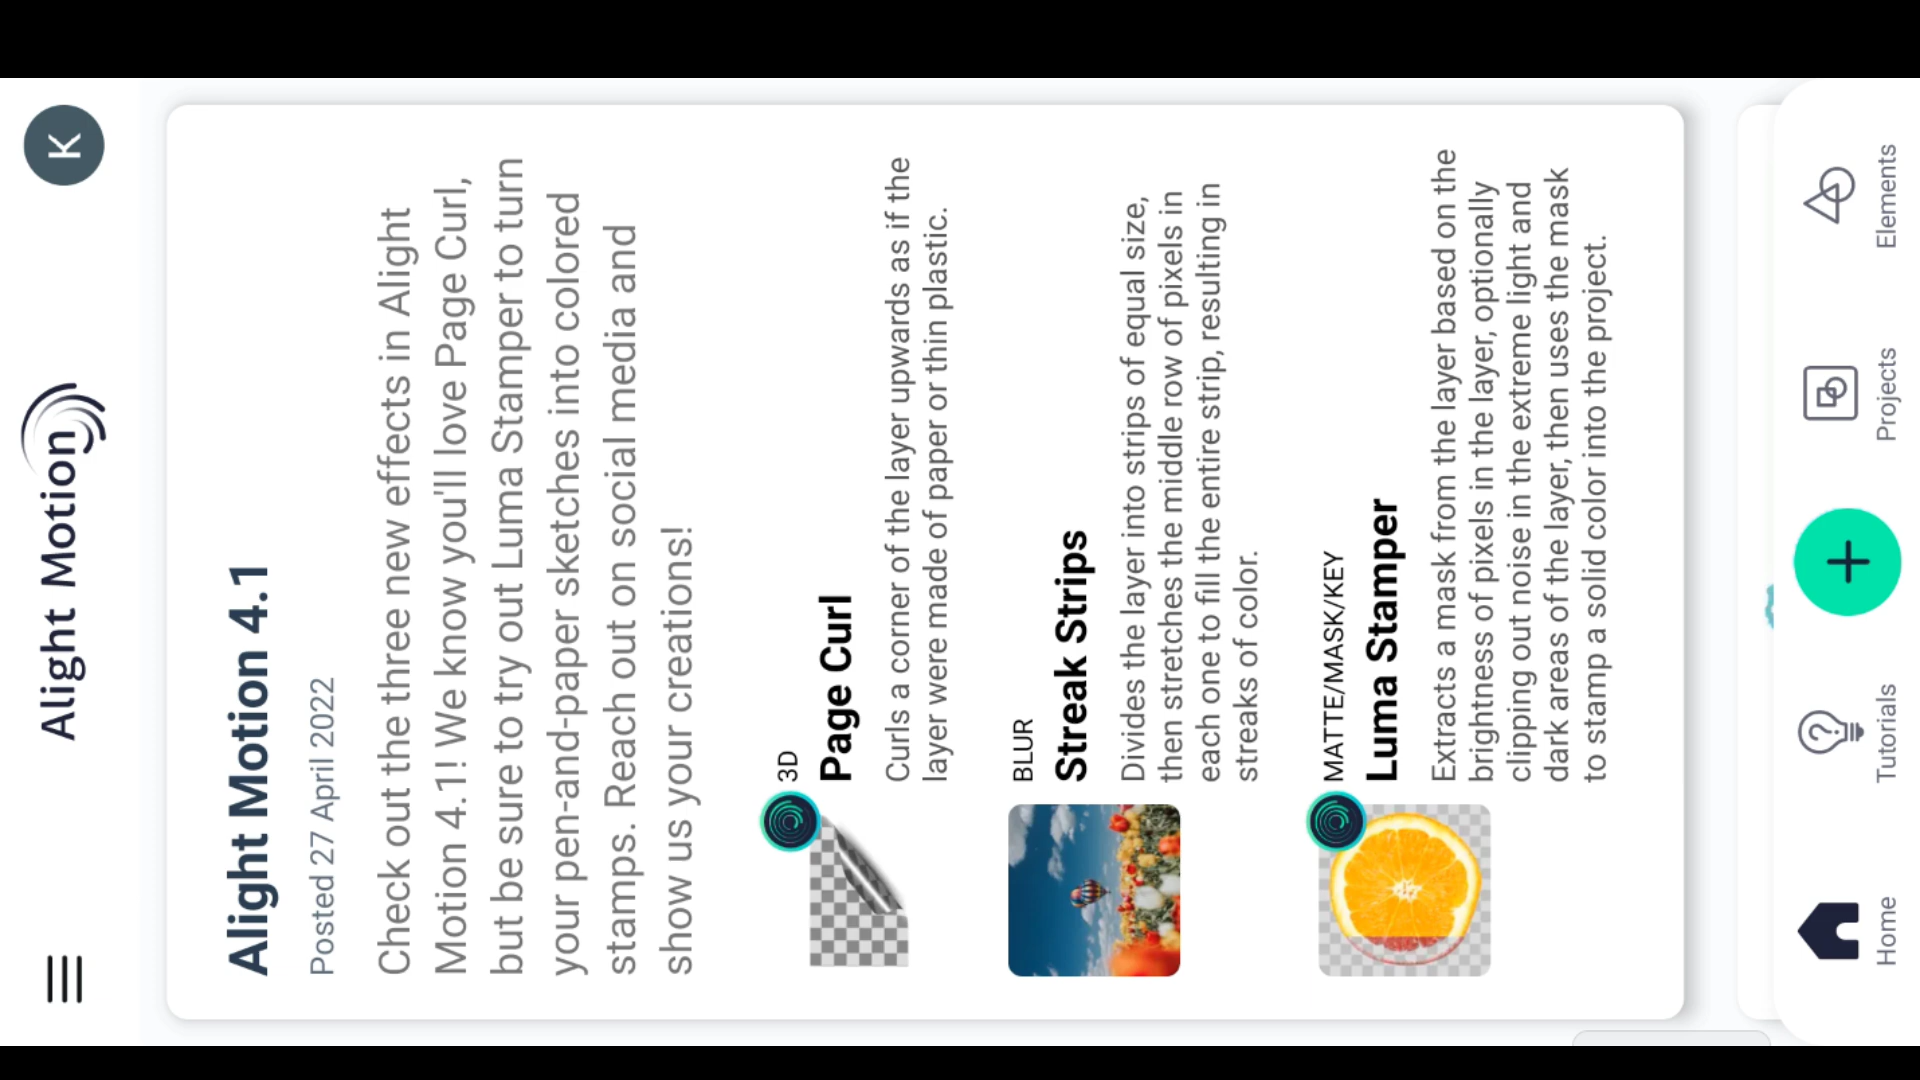 Alight Motion
K
Alight Motion 4.1
Posted 27 April 2022
Check out the three new effects in Alight
Motion 4.1! We know you'll love Page Curl,
but be sure to try out Luma Stamper to turn
your pen-and-paper sketches into colored
stamps. Reach out on social media and
show us your creations!
3D
Page Curl
Curls a corner of the layer upwards as if the
layer were made of paper or thin plastic.
BLUR
Streak Strips
Divides the layer into strips of equal size,
then stretches the middle row of pixels in
each one to fill the entire strip, resulting in
streaks of color.
MATTE/MASK/KEY
Luma Stamper
Extracts a mask from the layer based on the
brightness of pixels in the layer, optionally
clipping out noise in the extreme light and
dark areas of the layer, then uses the mask
to stamp a solid color into the project.
Home
Tutorials
Projects
Elements